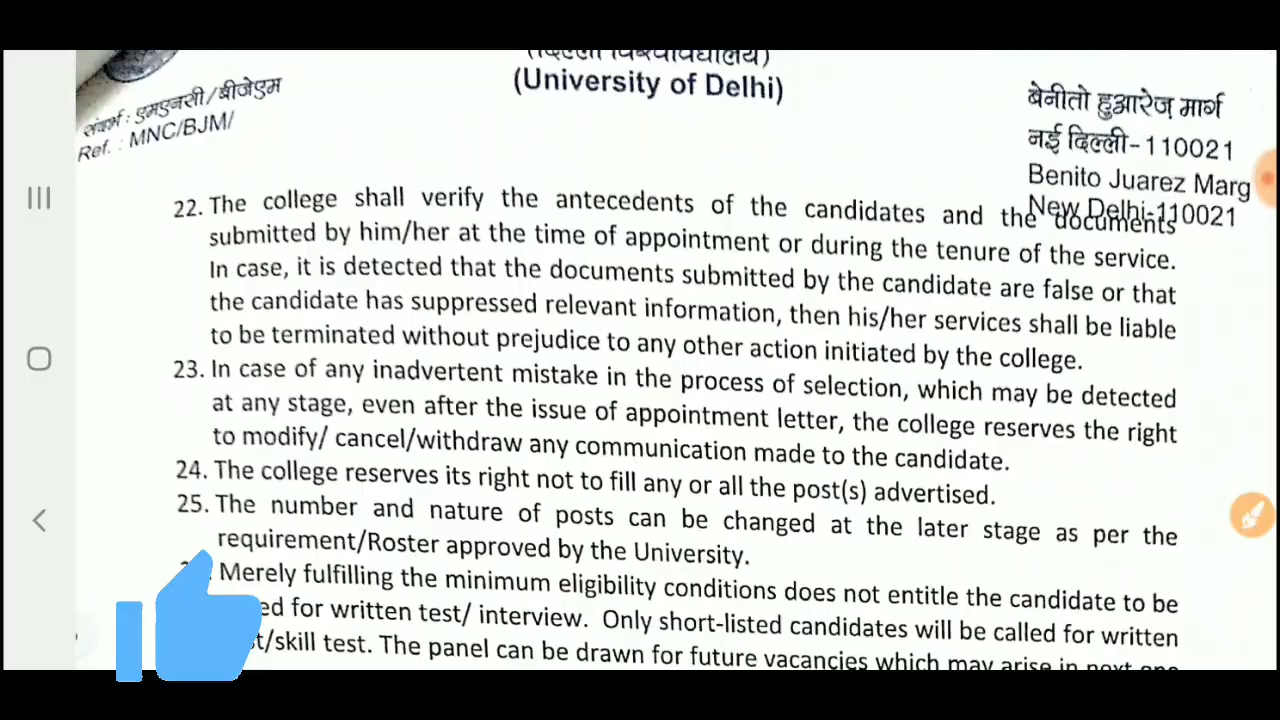 (दिल्ली विश्वविद्यालय)
(University of Delhi)
संदर्भ : एमएनसी/बीजेएम
Ref. : MNC/BJM/
बेनीतो हुआरेज़ मार्ग
नई दिल्ली-110021
Benito Juarez Marg
New Delhi-110021
22. The college shall verify the antecedents of the candidates and the documents
submitted by him/her at the time of appointment or during the tenure of the service.
In case, it is detected that the documents submitted by the candidate are false or that
the candidate has suppressed relevant information, then his/her services shall be liable
to be terminated without prejudice to any other action initiated by the college.
23. In case of any inadvertent mistake in the process of selection, which may be detected
at any stage, even after the issue of appointment letter, the college reserves the right
to modify/ cancel/withdraw any communication made to the candidate.
24. The college reserves its right not to fill any or all the post(s) advertised.
25. The number and nature of posts can be changed at the later stage as per the
requirement/Roster approved by the University.
Merely fulfilling the minimum eligibility conditions does not entitle the candidate to be
for written test/ interview. Only short-listed candidates will be called for written
/skill test. The panel can be drawn for future vacancies which may arise in next one